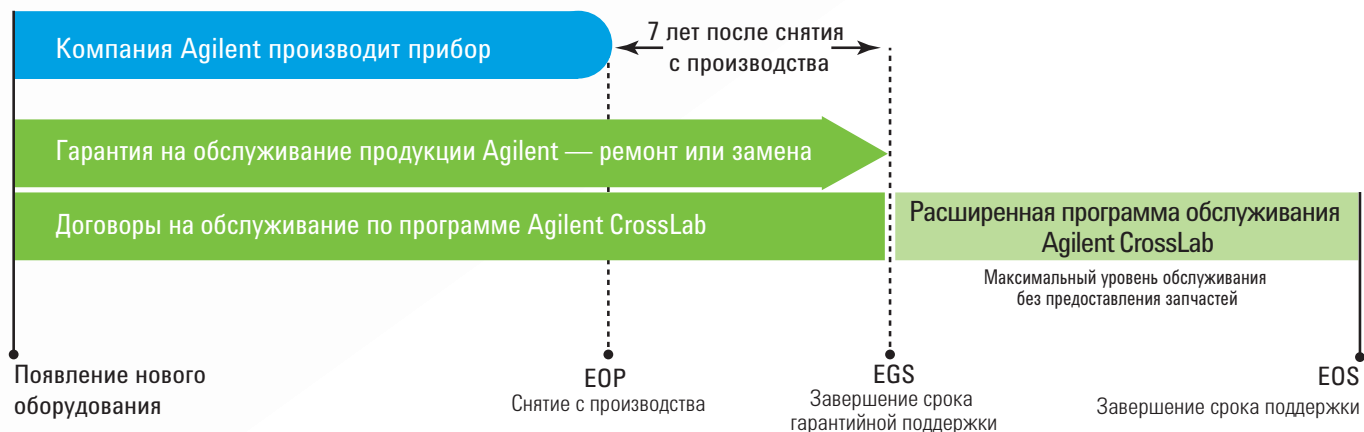 Компания Agilent производит прибор
7 лет после снятия
с производства
Гарантия на обслуживание продукции Agilent — ремонт или замена
Договоры на обслуживание по программе Agilent CrossLab
Расширенная программа обслуживания
Agilent CrossLab
Максимальный уровень обслуживания
без предоставления запчастей
Появление нового
оборудования
EOP
Снятие с производства
EGS
Завершение срока
гарантийной поддержки
EOS
Завершение срока поддержки